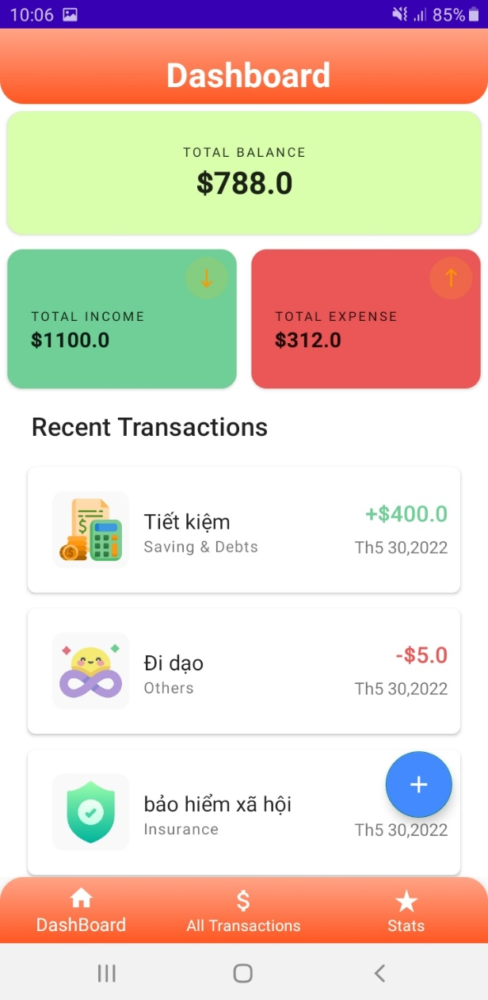 10:06 85%
Dashboard
TOTAL BALANCE
$788.0
TOTAL INCOME
$1100.0
TOTAL EXPENSE
$312.0
Recent Transactions
Tiết kiệm
Saving & Debts
+$400.0
Th5 30,2022
Đi dạo
Others
-$5.0
Th5 30,2022
bảo hiểm xã hội
Insurance
Th5 30,2022
DashBoard
All Transactions
Stats